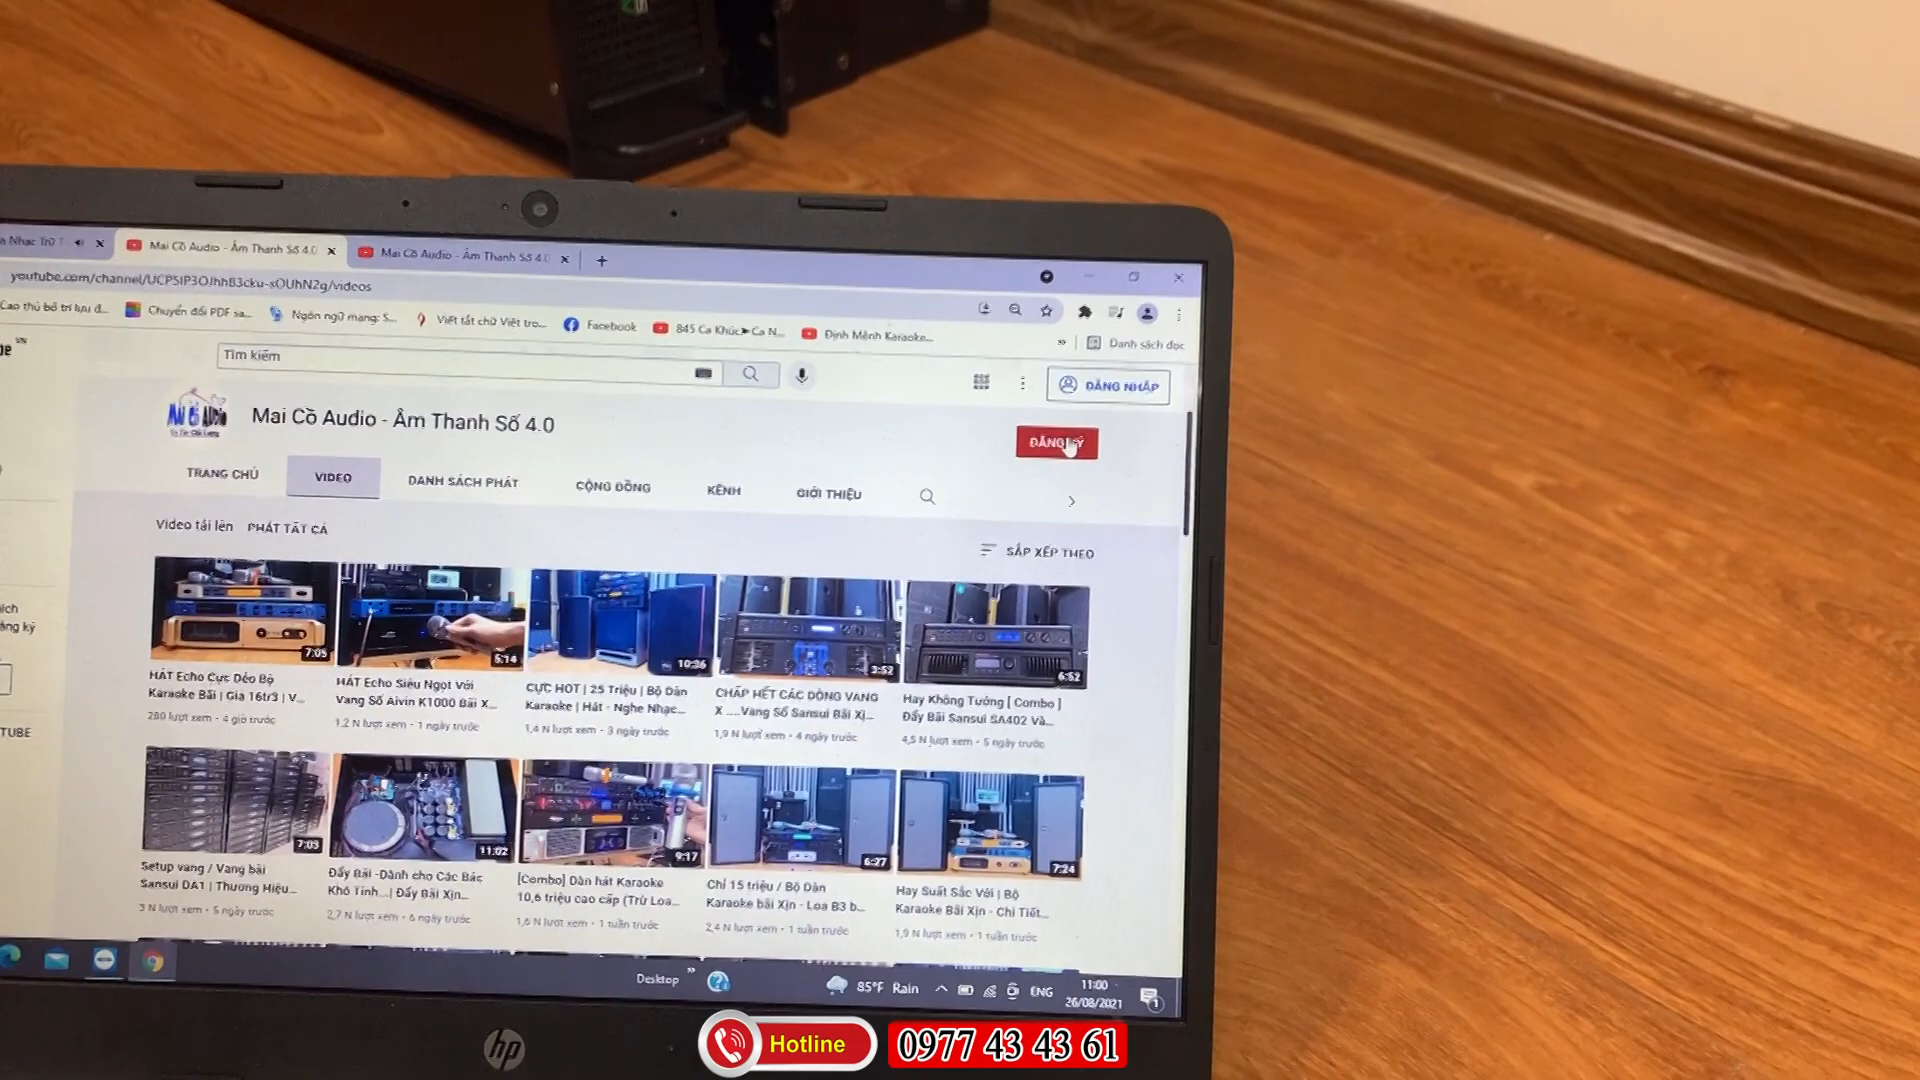 Mai Cồ Audio - Âm Thanh Số 4.0
Mai Cồ Audio - Âm Thanh Số 4.0
youtube.com/channel/
Cao thủ bố trí lưu đ...
Chuyển đổi PDF sa...
Ngôn ngữ mạng: S...
Viết tắt chữ Việt tro...
Facebook
845 Ca Khúc►Ca N...
Định Mệnh Karaoke...
Danh sách đọc
VN
Tìm kiếm
ĐĂNG NHẬP
Mai Cồ Audio - Âm Thanh Số 4.0
ĐĂNG KÝ
TRANG CHỦ
VIDEO
DANH SÁCH PHÁT
CỘNG ĐỒNG
KÊNH
GIỚI THIỆU
Video tải lên PHÁT TẤT CẢ
SẮP XẾP THEO
7:05
5:14
10:36
3:52
6:52
HÁT Echo Cực Dẻo Bộ
Karaoke Bãi | Giá 16tr3 | V...
280 lượt xem • 4 giờ trước
HÁT Echo Siêu Ngọt Với
Vang Số Aivin K1000 Bãi X...
1,2 N lượt xem • 1 ngày trước
CỰC HOT | 25 Triệu | Bộ Dàn
Karaoke | Hát - Nghe Nhạc...
1,4 N lượt xem • 3 ngày trước
CHẤP HẾT CÁC DÒNG VANG
X ....Vang Số Sansui Bãi Xị...
1,9 N lượt xem • 4 ngày trước
Hay Không Tưởng [ Combo ]
Đẩy Bãi Sansui SA402 Và...
4,5 N lượt xem • 5 ngày trước
7:03
11:02
9:17
6:27
7:24
Setup vang / Vang bãi
Sansui DA1 | Thương Hiệu...
3 N lượt xem • 5 ngày trước
Đẩy Bãi -Dành cho Các Bác
Khó Tính...| Đẩy Bãi Xịn...
2,7 N lượt xem • 6 ngày trước
[Combo] Dàn hát Karaoke
10,6 triệu cao cấp (Trừ Loa...
1,6 N lượt xem • 1 tuần trước
Chỉ 15 triệu / Bộ Dàn
Karaoke bãi Xịn - Loa B3 b...
2,4 N lượt xem • 1 tuần trước
Hay Suất Sắc Với | Bộ
Karaoke Bãi Xịn - Chi Tiết...
1,9 N lượt xem • 1 tuần trước
TUBE
Desktop
85°F Rain
ENG
11:00
26/08/2021
hp
Hotline
0977 43 43 61